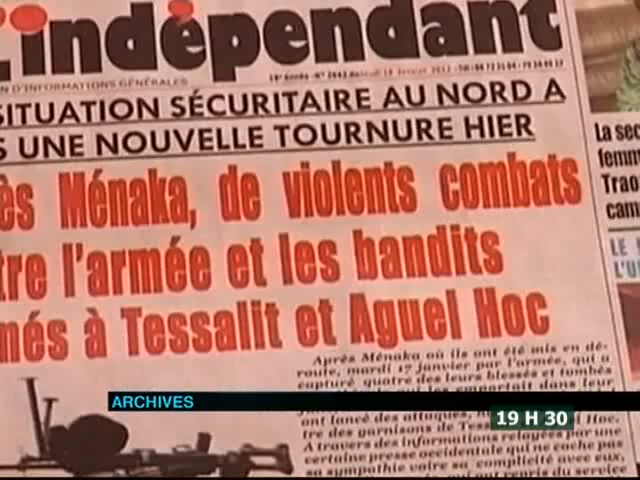 l'indépendant
N D'INFORMATIONS GÉNÉRALES
SITUATION SÉCURITAIRE AU NORD A
S UNE NOUVELLE TOURNURE HIER
ès Ménaka, de violents combats
tre l'armée et les bandits
més à Tessalit et Aguel Hoc
La sec
femm
Trao
cam
LE
L'U
Après Ménaka où ils ont été mis en dé-
route, mardi 17 janvier par l'armée, qui a
capturé quatre des leurs blessés et tombés
ARCHIVES
19 H 30
ont lancé des attaques,
tre des garnisons de Tess
A travers des informations relayées par une
certaine presse occidentale qui ne cache pas
sa sympathie voire sa complicité avec eux,